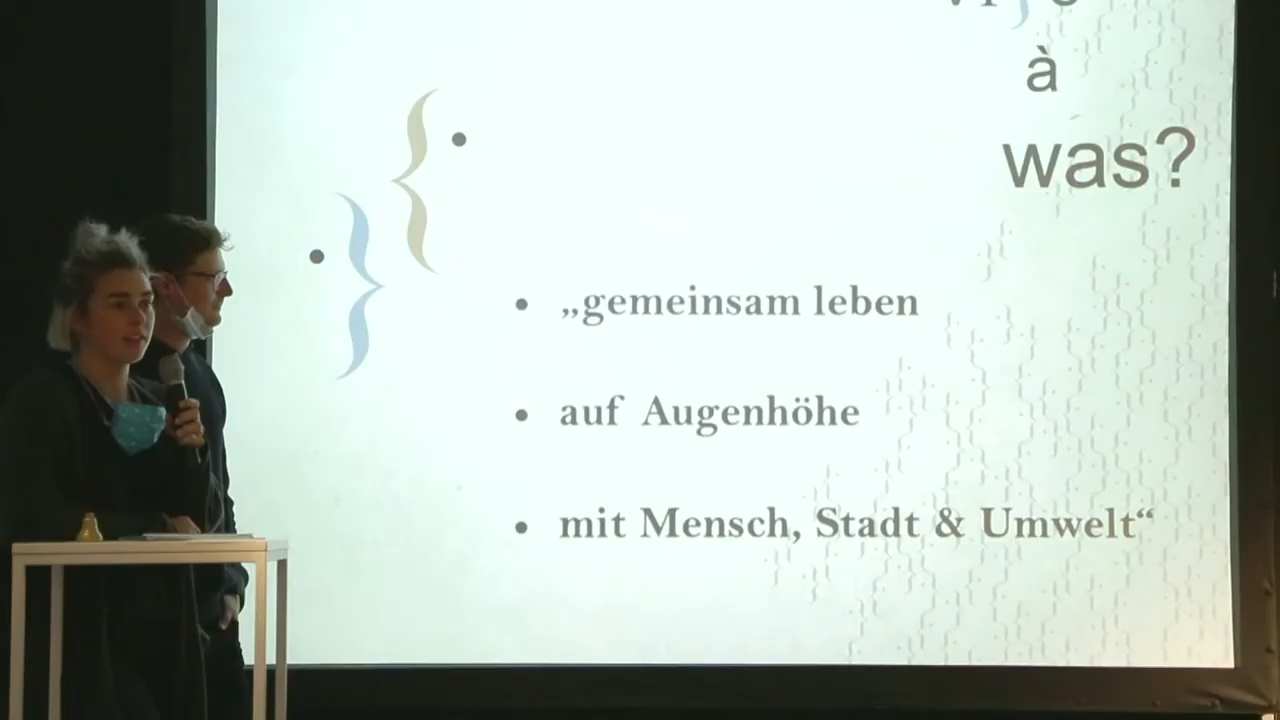 à
was?
„gemeinsam leben
auf Augenhöhe
mit Mensch, Stadt & Umwelt“